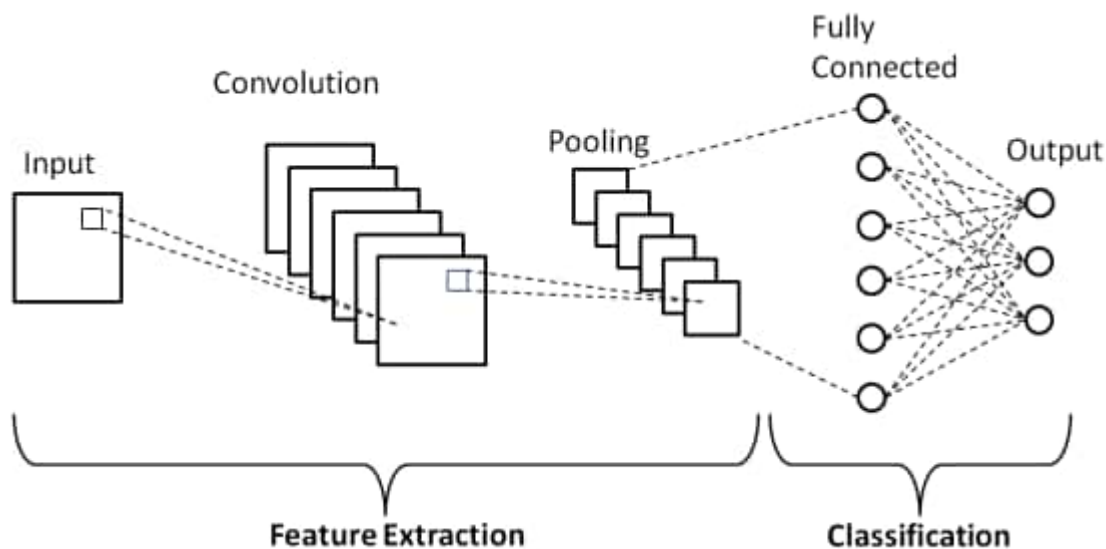 Input
Convolution
Pooling
Fully
Connected
Output
Feature Extraction
Classification